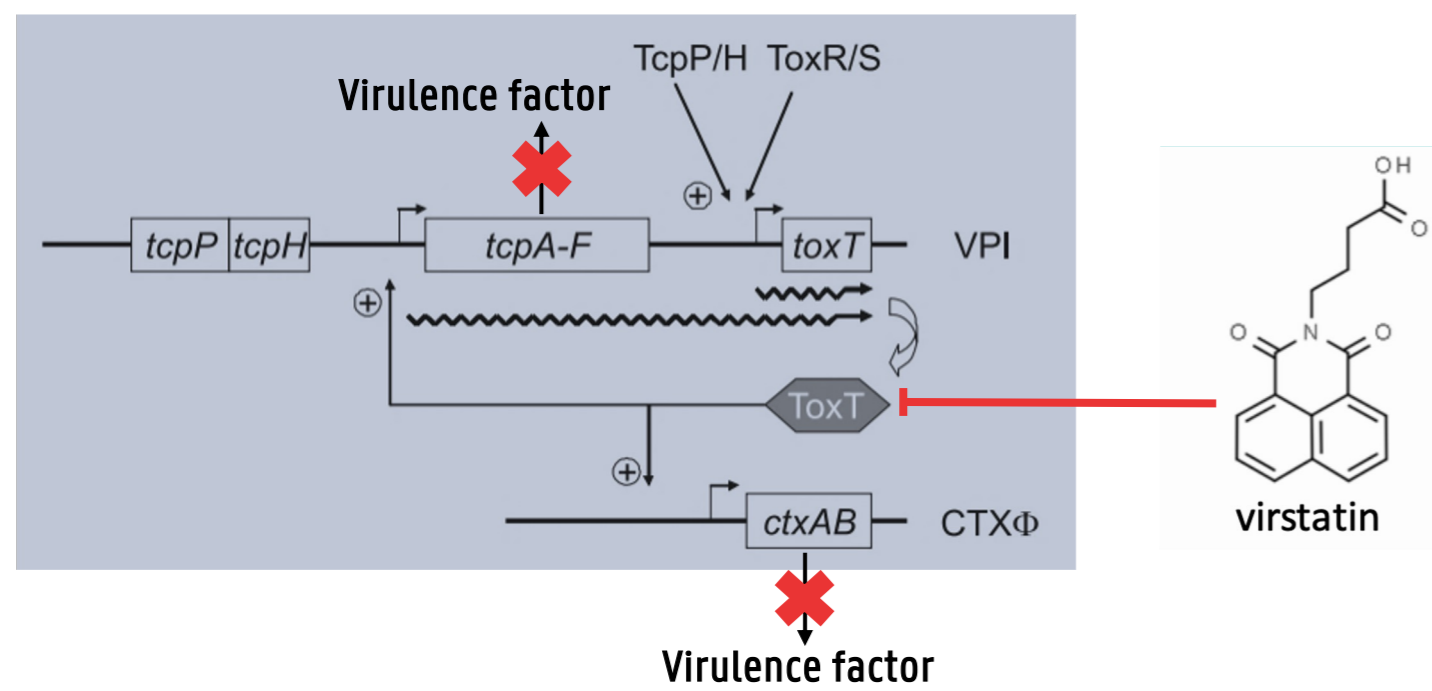 TcpP/H ToxR/S
Virulence factor
tcpP tcpH tcpA-F toxT VPI
ToxT
ctxAB CTXΦ
Virulence factor
OH
O
O N O
virstatin